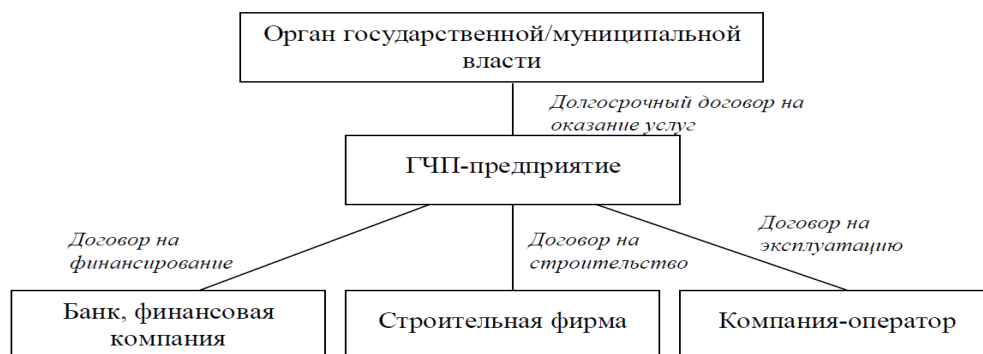 Орган государственной/муниципальной
власти
Долгосрочный договор на
оказание услуг
ГЧП-предприятие
Договор на
финансирование
Договор на
строительство
Договор на
эксплуатацию
Банк, финансовая
компания
Строительная фирма
Компания-оператор